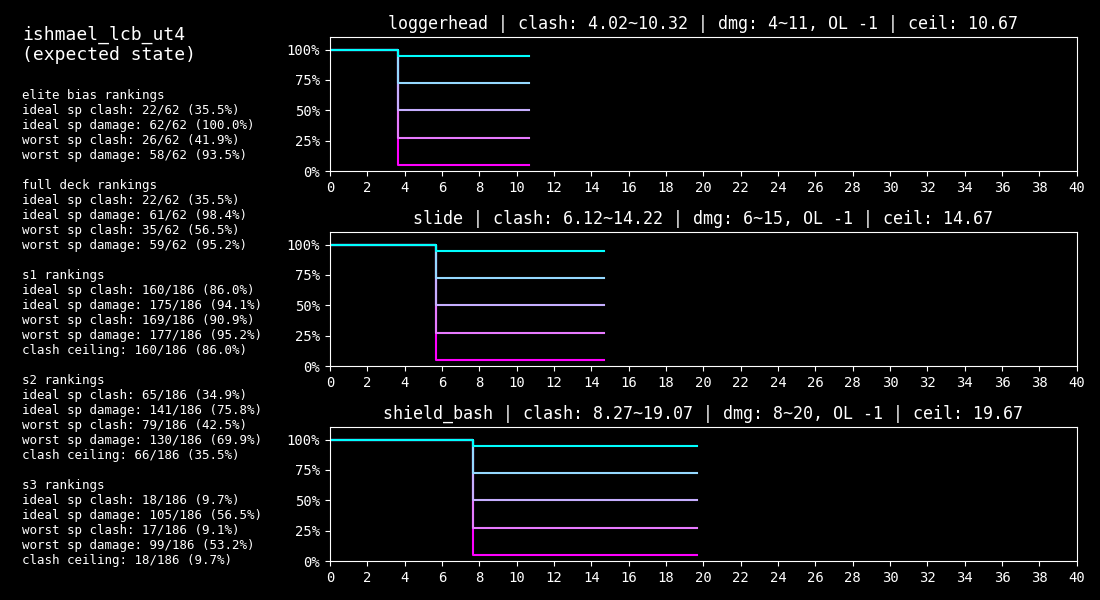 ishmael_lcb_ut4
(expected state)
elite bias rankings
ideal sp clash: 22/62 (35.5%)
ideal sp damage: 62/62 (100.0%)
worst sp clash: 26/62 (41.9%)
worst sp damage: 58/62 (93.5%)
full deck rankings
ideal sp clash: 22/62 (35.5%)
ideal sp damage: 61/62 (98.4%)
worst sp clash: 35/62 (56.5%)
worst sp damage: 59/62 (95.2%)
s1 rankings
ideal sp clash: 160/186 (86.0%)
ideal sp damage: 175/186 (94.1%)
worst sp clash: 169/186 (90.9%)
worst sp damage: 177/186 (95.2%)
clash ceiling: 160/186 (86.0%)
s2 rankings
ideal sp clash: 65/186 (34.9%)
ideal sp damage: 141/186 (75.8%)
worst sp clash: 79/186 (42.5%)
worst sp damage: 130/186 (69.9%)
clash ceiling: 66/186 (35.5%)
s3 rankings
ideal sp clash: 18/186 (9.7%)
ideal sp damage: 105/186 (56.5%)
worst sp clash: 17/186 (9.1%)
worst sp damage: 99/186 (53.2%)
clash ceiling: 18/186 (9.7%)
loggerhead | clash: 4.02~10.32 | dmg: 4~11, OL -1 | ceil: 10.67
100%
75%
50%
25%
0%
0 2 4 6 8 10 12 14 16 18 20 22 24 26 28 30 32 34 36 38 40
slide | clash: 6.12~14.22 | dmg: 6~15, OL -1 | ceil: 14.67
100%
75%
50%
25%
0%
0 2 4 6 8 10 12 14 16 18 20 22 24 26 28 30 32 34 36 38 40
shield_bash | clash: 8.27~19.07 | dmg: 8~20, OL -1 | ceil: 19.67
100%
75%
50%
25%
0%
0 2 4 6 8 10 12 14 16 18 20 22 24 26 28 30 32 34 36 38 40